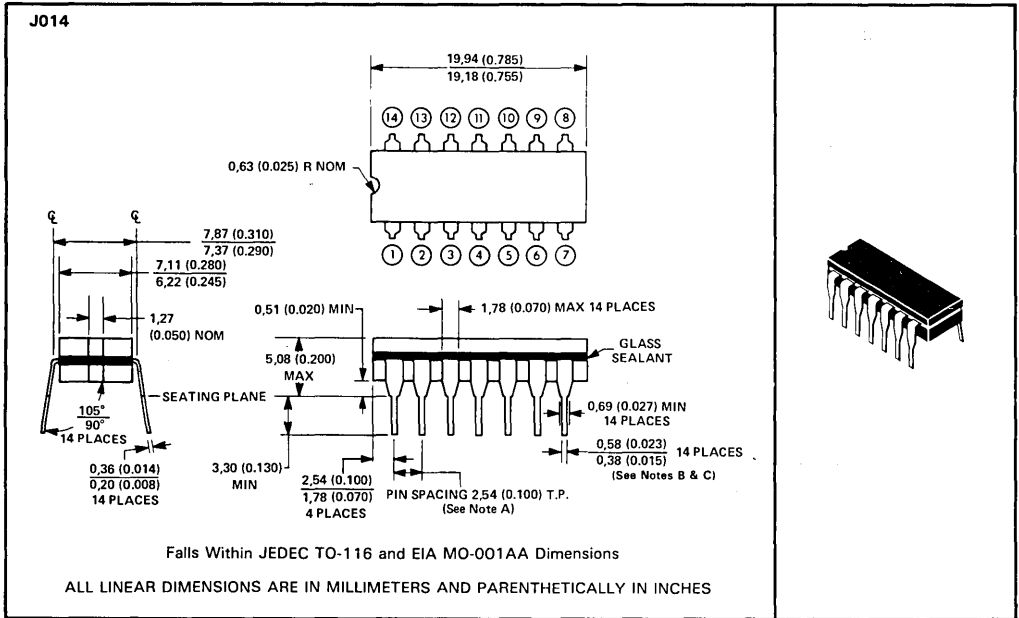 J014
19,94 (0.785)
19,18 (0.755)
14 13 12 11 10 9 8
0,63 (0.025) R NOM
1 2 3 4 5 6 7
℄ ℄
7,87 (0.310)
7,37 (0.290)
7,11 (0.280)
6,22 (0.245)
1,27
(0.050) NOM
0,51 (0.020) MIN
1,78 (0.070) MAX 14 PLACES
5,08 (0.200)
MAX
GLASS
SEALANT
SEATING PLANE
105°
90°
14 PLACES
0,69 (0.027) MIN
14 PLACES
0,36 (0.014)
0,20 (0.008)
14 PLACES
3,30 (0.130)
MIN
2,54 (0.100)
1,78 (0.070)
4 PLACES
PIN SPACING 2,54 (0.100) T.P.
(See Note A)
0,58 (0.023)
0,38 (0.015)
14 PLACES
(See Notes B & C)
Falls Within JEDEC TO-116 and EIA MO-001AA Dimensions
ALL LINEAR DIMENSIONS ARE IN MILLIMETERS AND PARENTHETICALLY IN INCHES